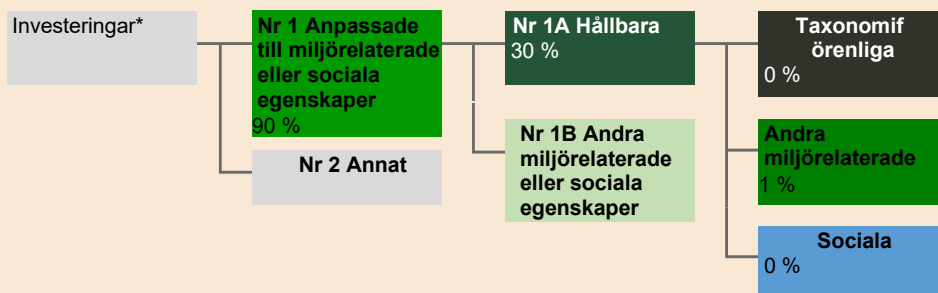 Investeringar*
Nr 1 Anpassade
till miljörelaterade
eller sociala
egenskaper
90 %
Nr 2 Annat
Nr 1A Hållbara
30 %
Nr 1B Andra
miljörelaterade
eller sociala
egenskaper
Taxonomif
örenliga
0 %
Andra
miljörelaterade
1 %
Sociala
0 %